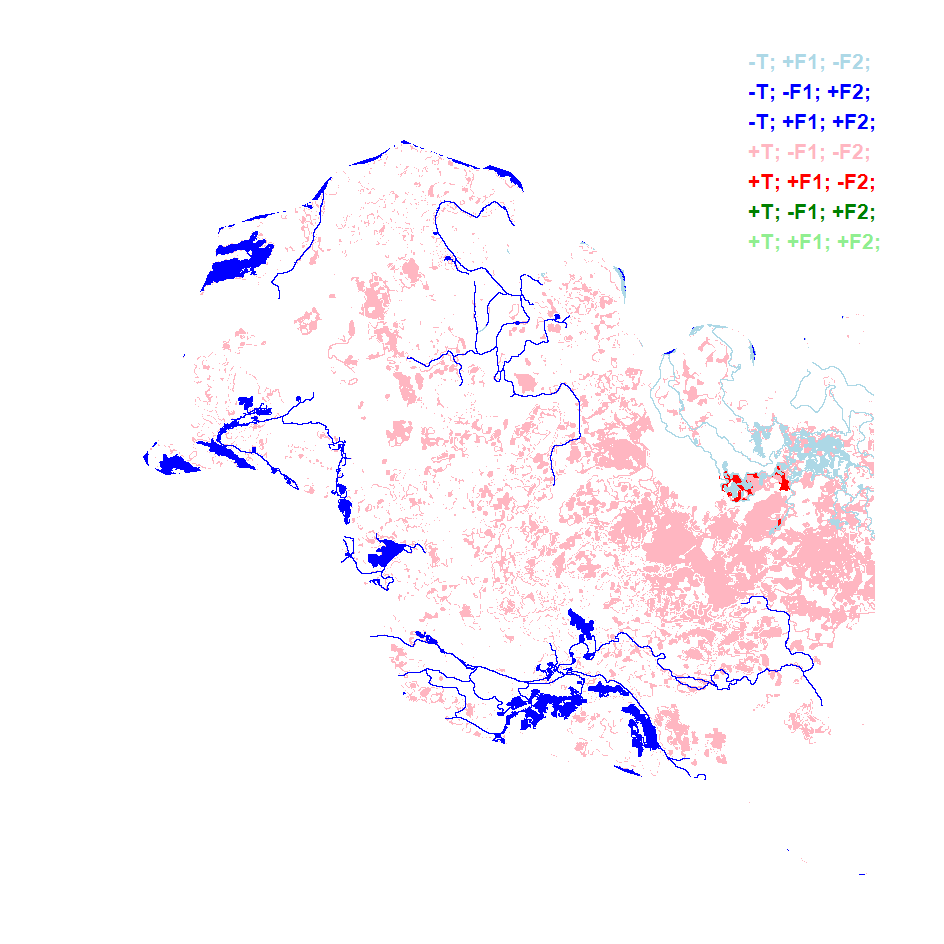 -T; +F1; -F2;
-T; -F1; +F2;
-T; +F1; +F2;
+T; -F1; -F2;
+T; +F1; -F2;
+T; -F1; +F2;
+T; +F1; +F2;